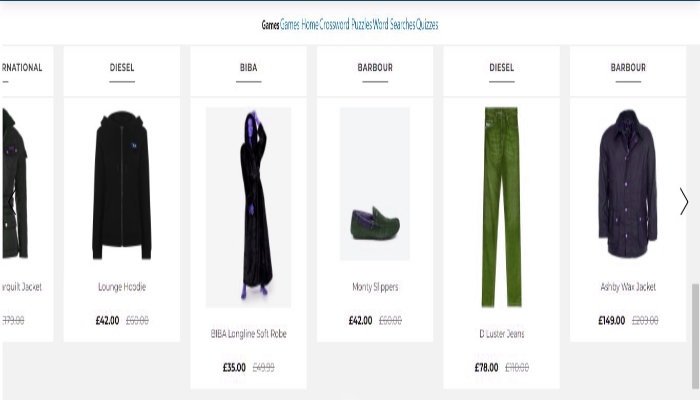 Games Games Home Crossword Puzzles Word Searches Quizzes
RNATIONAL
DIESEL
BIBA
BARBOUR
DIESEL
BARBOUR
rquilt Jacket
Lounge Hoodie
BIBA Longline Soft Robe
Monty Slippers
D Luster Jeans
Ashby Wax Jacket
£42.00 £60.00
£35.00 £49.99
£42.00 £60.00
£78.00 £110.00
£149.00 £209.00